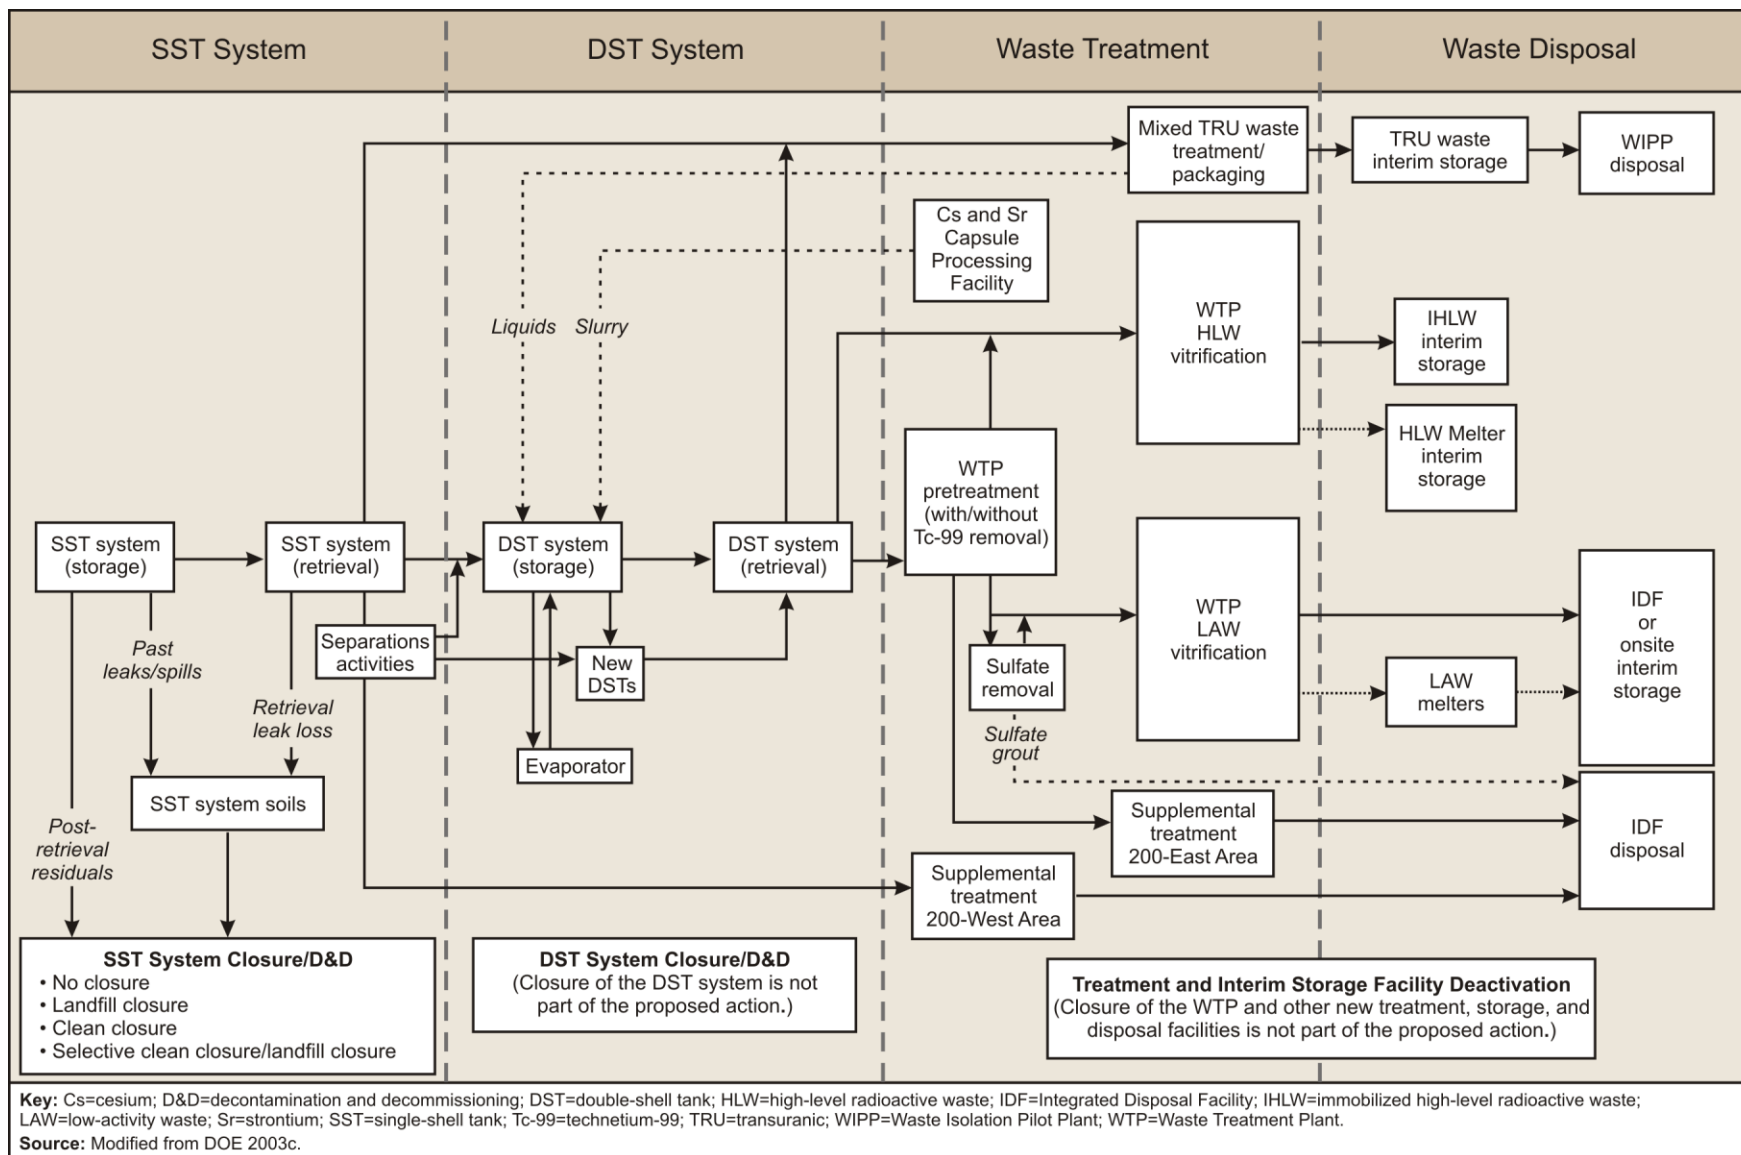 SST System
DST System
Waste Treatment
Waste Disposal
Mixed TRU waste
treatment/
packaging
TRU waste
interim storage
WIPP
disposal
Cs and Sr
Capsule
Processing
Facility
Liquids
Slurry
WTP
HLW
vitrification
IHLW
interim
storage
HLW Melter
interim
storage
WTP
pretreatment
(with/without
Tc-99 removal)
SST system
(storage)
SST system
(retrieval)
DST system
(storage)
DST system
(retrieval)
Separations
activities
New
DSTs
Evaporator
Past
leaks/spills
Retrieval
leak loss
SST system soils
Post-
retrieval
residuals
Sulfate
removal
Sulfate
grout
WTP
LAW
vitrification
LAW
melters
IDF
or
onsite
interim
storage
Supplemental
treatment
200-East Area
Supplemental
treatment
200-West Area
IDF
disposal
SST System Closure/D&D
• No closure
• Landfill closure
• Clean closure
• Selective clean closure/landfill closure
DST System Closure/D&D
(Closure of the DST system is not
part of the proposed action.)
Treatment and Interim Storage Facility Deactivation
(Closure of the WTP and other new treatment, storage, and
disposal facilities is not part of the proposed action.)
Key: Cs=cesium; D&D=decontamination and decommissioning; DST=double-shell tank; HLW=high-level radioactive waste; IDF=Integrated Disposal Facility; IHLW=immobilized high-level radioactive waste;
LAW=low-activity waste; Sr=strontium; SST=single-shell tank; Tc-99=technetium-99; TRU=transuranic; WIPP=Waste Isolation Pilot Plant; WTP=Waste Treatment Plant.
Source: Modified from DOE 2003c.